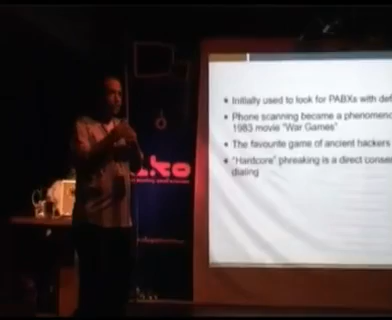 • Initially used to look for PABXs with def
• Phone scanning became a phenomeno
1983 movie "War Games"
• The favourite game of ancient hackers
• "Hardcore" phreaking is a direct conse
dialing